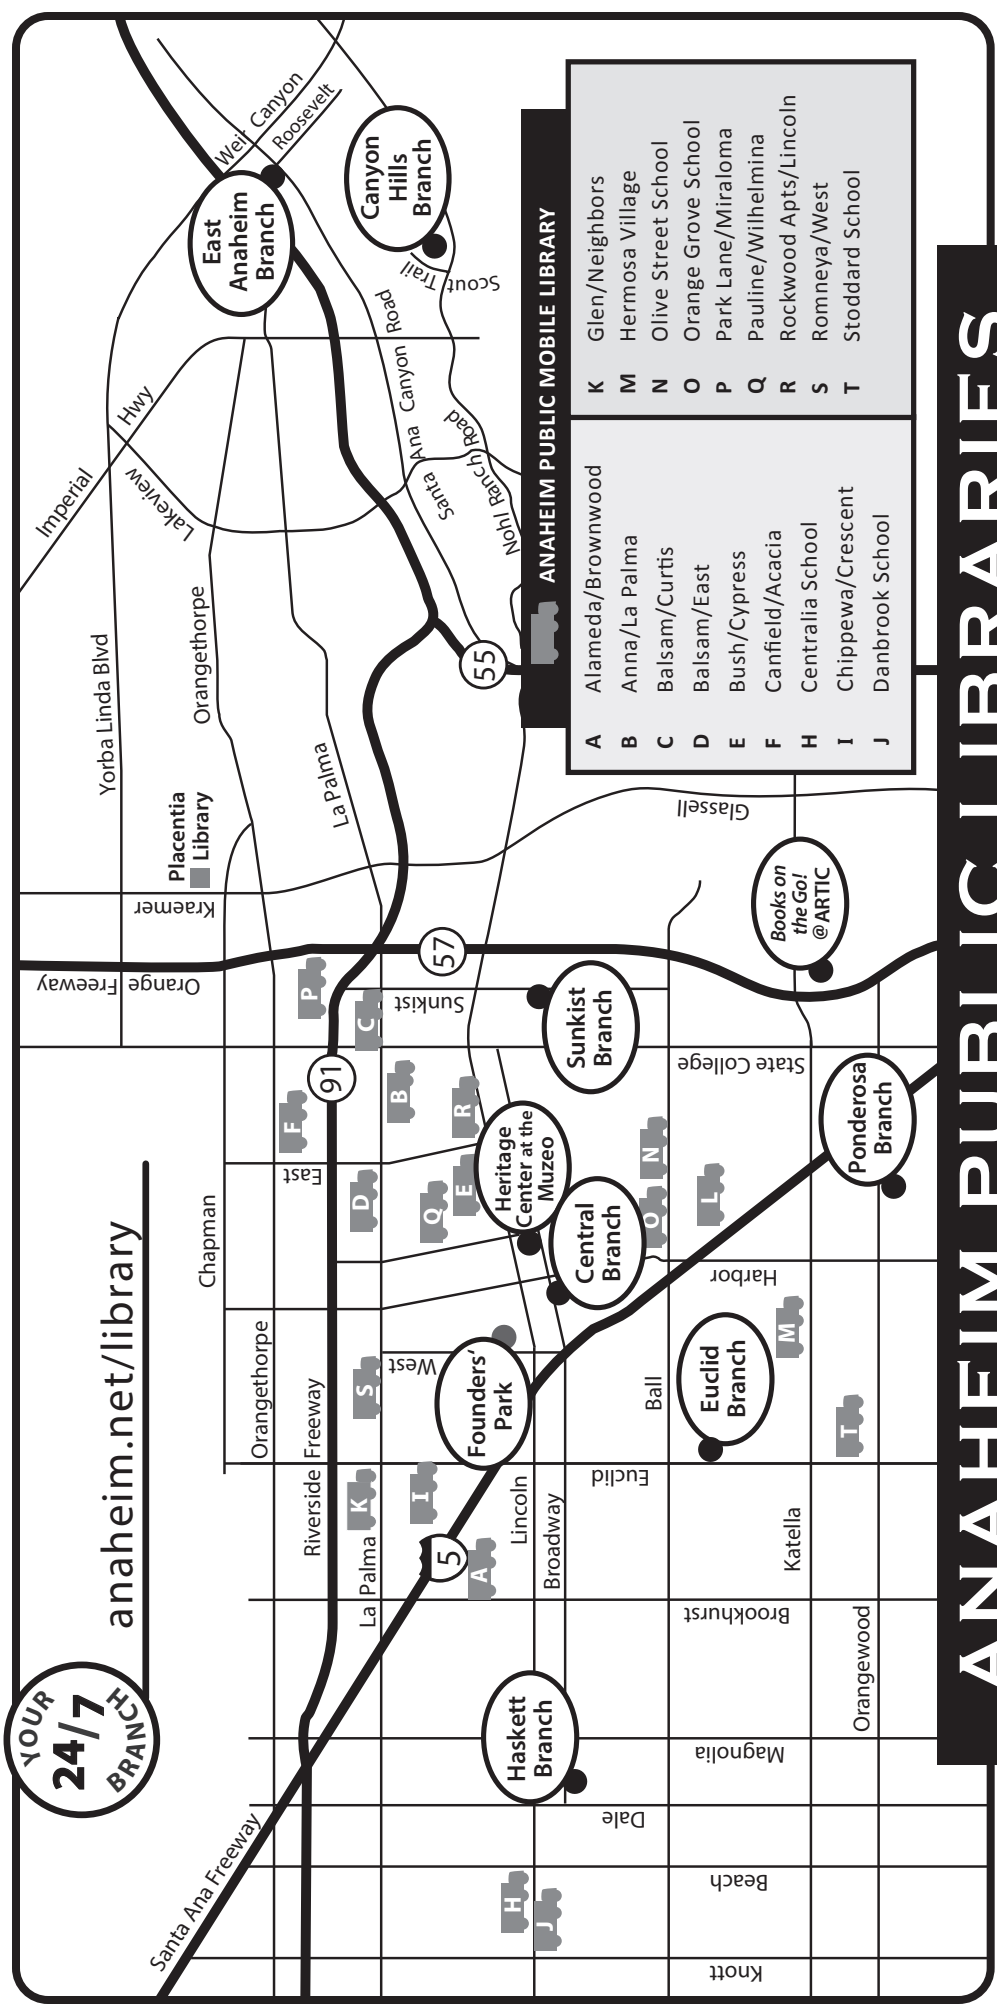 YOUR
24/7
BRANCH
anaheim.net/library
Santa Ana Freeway
Riverside Freeway
Orangethorpe
Chapman
La Palma
Lincoln
Broadway
Ball
Katella
Orangewood
Knott
Beach
Dale
Magnolia
Brookhurst
Euclid
West
Harbor
East
State College
Sunkist
Orange Freeway
Kraemer
Glassell
Placentia
Library
Yorba Linda Blvd
Orangethorpe
La Palma
Imperial Hwy
Lakeview
Santa Ana Canyon Road
Nohl Ranch Road
Scout Trail
Weir Canyon
Roosevelt
5
91
57
55
Haskett
Branch
Founders'
Park
Euclid
Branch
Central
Branch
Heritage
Center at the
Muzeo
Sunkist
Branch
Ponderosa
Branch
Books on
the Go!
@ ARTIC
East
Anaheim
Branch
Canyon
Hills
Branch
H
J
A
K
I
S
T
M
D
Q
E
O
N
L
F
B
R
P
C
ANAHEIM PUBLIC MOBILE LIBRARY
A Alameda/Brownwood
B Anna/La Palma
C Balsam/Curtis
D Balsam/East
E Bush/Cypress
F Canfield/Acacia
H Centralia School
I Chippewa/Crescent
J Danbrook School
K Glen/Neighbors
M Hermosa Village
N Olive Street School
O Orange Grove School
P Park Lane/Miraloma
Q Pauline/Wilhelmina
R Rockwood Apts/Lincoln
S Romneya/West
T Stoddard School
ANAHEIM PUBLIC LIBRARIES